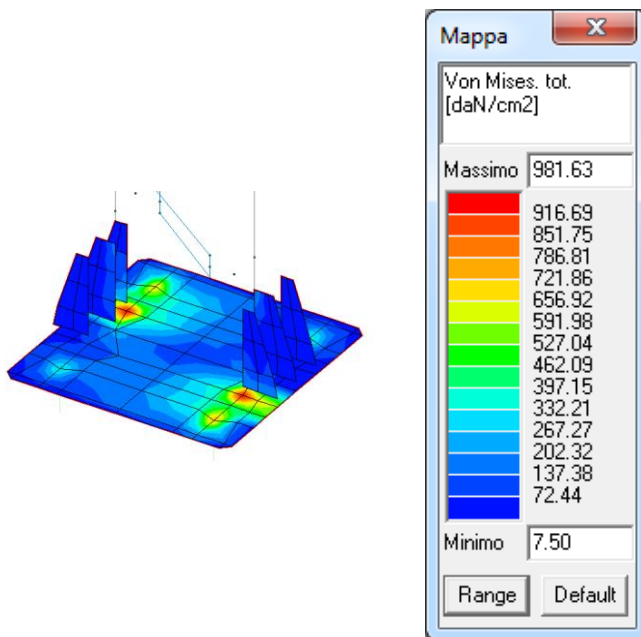 Mappa
Von Mises. tot.
[daN/cm2]
Massimo 981.63
916.69
851.75
786.81
721.86
656.92
591.98
527.04
462.09
397.15
332.21
267.27
202.32
137.38
72.44
Minimo 7.50
Range Default